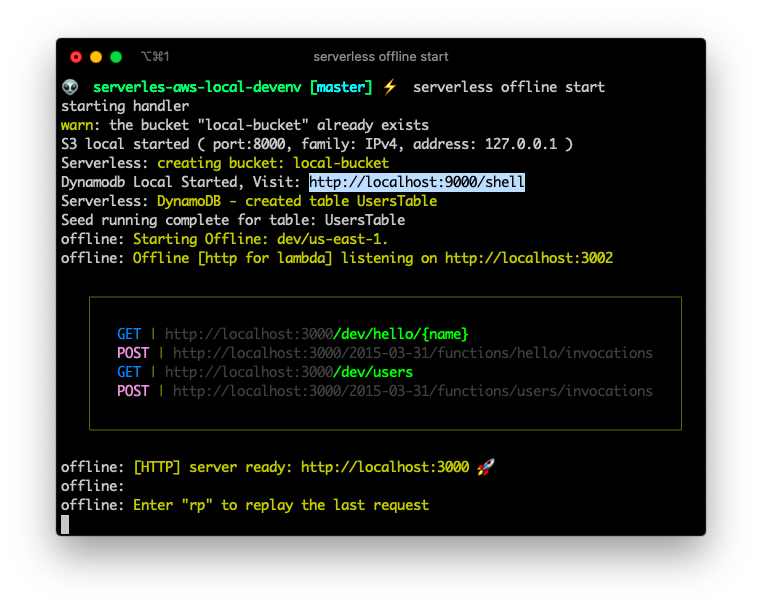 ⌥⌘1 serverless offline start
👽 serverles-aws-local-devenv [master] ⚡ serverless offline start
starting handler
warn: the bucket "local-bucket" already exists
S3 local started ( port:8000, family: IPv4, address: 127.0.0.1 )
Serverless: creating bucket: local-bucket
Dynamodb Local Started, Visit: http://localhost:9000/shell
Serverless: DynamoDB - created table UsersTable
Seed running complete for table: UsersTable
offline: Starting Offline: dev/us-east-1.
offline: Offline [http for lambda] listening on http://localhost:3002
GET | http://localhost:3000/dev/hello/{name}
POST | http://localhost:3000/2015-03-31/functions/hello/invocations
GET | http://localhost:3000/dev/users
POST | http://localhost:3000/2015-03-31/functions/users/invocations
offline: [HTTP] server ready: http://localhost:3000 🚀
offline:
offline: Enter "rp" to replay the last request